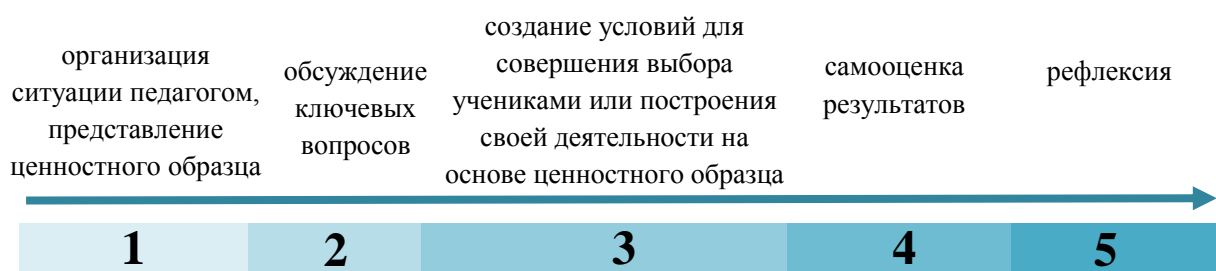 организация
ситуации педагогом,
представление
ценностного образца
обсуждение
ключевых
вопросов
создание условий для
совершения выбора
учениками или построения
своей деятельности на
основе ценностного образца
самооценка
результатов
рефлексия
1
2
3
4
5